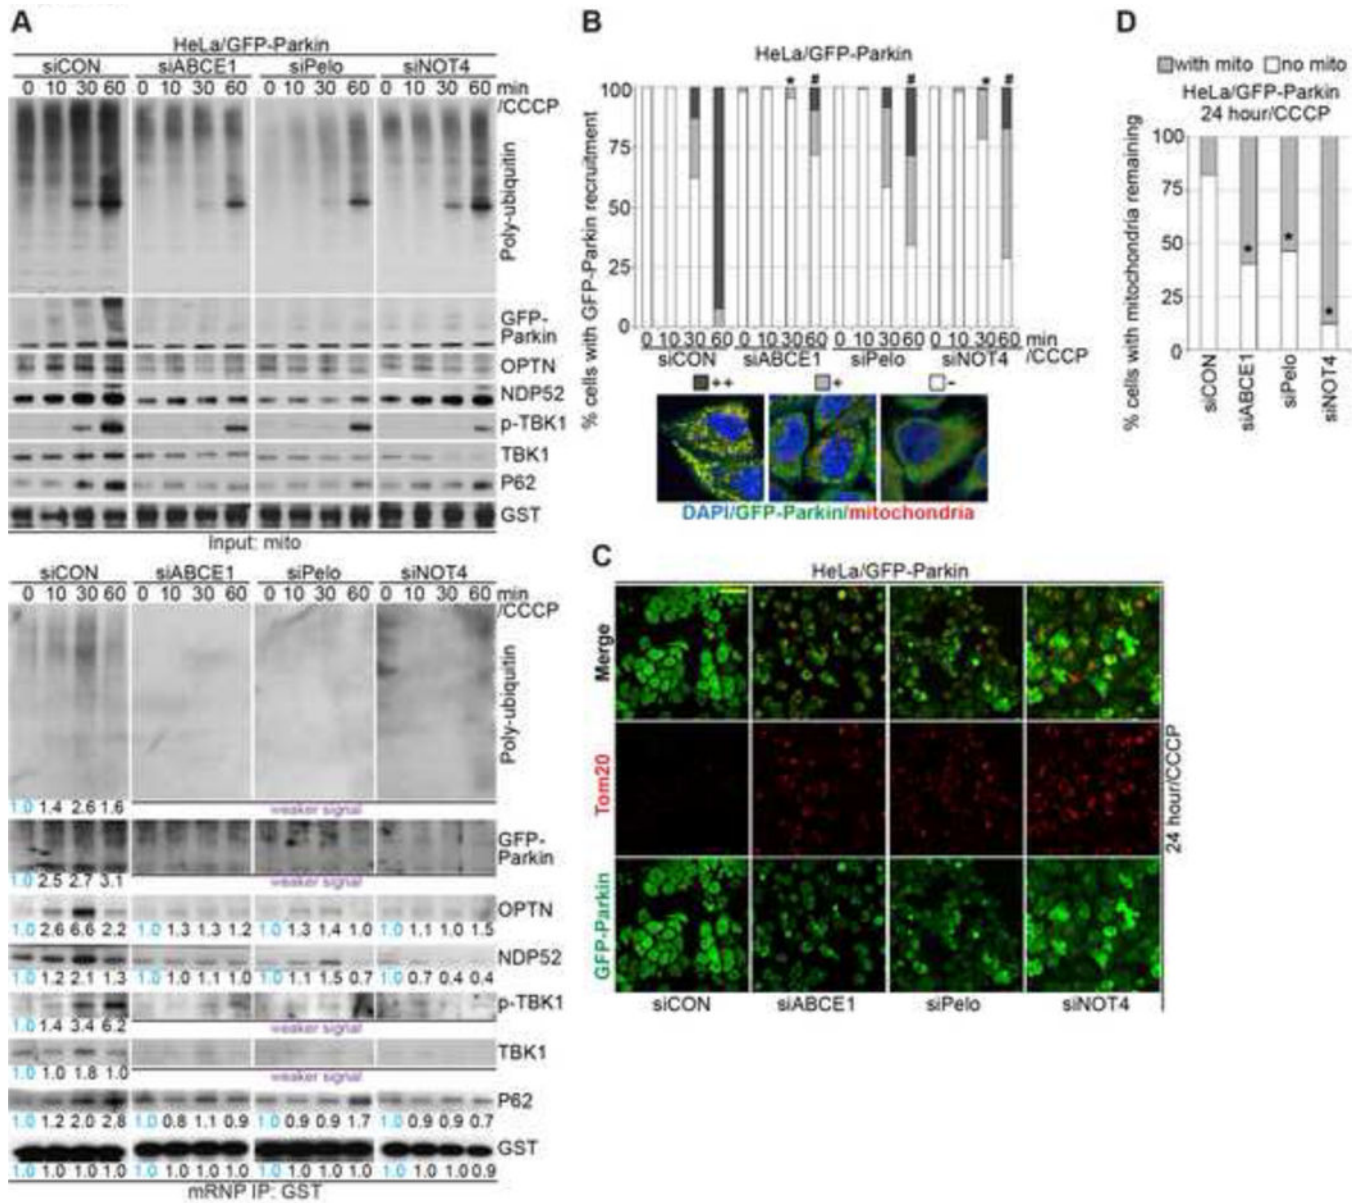 A
HeLa/GFP-Parkin
siCON siABCE1 siPelo siNOT4
0 10 30 60 0 10 30 60 0 10 30 60 0 10 30 60 min
/CCCP
Poly-ubiquitin
GFP-
Parkin
OPTN
NDP52
p-TBK1
TBK1
P62
GST
Input: mito
siCON siABCE1 siPelo siNOT4
0 10 30 60 0 10 30 60 0 10 30 60 0 10 30 60 min
/CCCP
Poly-ubiquitin
1.0 1.4 2.6 1.6 weaker signal
GFP-
Parkin
1.0 2.5 2.7 3.1 weaker signal
OPTN
1.0 2.6 6.6 2.2 1.0 1.3 1.3 1.2 1.0 1.3 1.4 1.0 1.0 1.1 1.0 1.5
NDP52
1.0 1.2 2.1 1.3 1.0 1.0 1.1 1.0 1.0 1.1 1.5 0.7 1.0 0.7 0.4 0.4
p-TBK1
1.0 1.4 3.4 6.2 weaker signal
TBK1
1.0 1.0 1.8 1.0 weaker signal
P62
1.0 1.2 2.0 2.8 1.0 0.8 1.1 0.9 1.0 0.9 0.9 1.7 1.0 0.9 0.9 0.7
GST
1.0 1.0 1.0 1.0 1.0 1.0 1.0 1.0 1.0 1.0 1.0 1.0 1.0 1.0 1.0 0.9
mRNP IP: GST
B
HeLa/GFP-Parkin
% cells with GFP-Parkin recruitment
100
75
50
25
0
* # # * #
0 10 30 60 0 10 30 60 0 10 30 60 0 10 30 60 min
siCON siABCE1 siPelo siNOT4 /CCCP
++ + -
DAPI/GFP-Parkin/mitochondria
C
HeLa/GFP-Parkin
Merge
Tom20
GFP-Parkin
24 hour/CCCP
siCON siABCE1 siPelo siNOT4
D
with mito no mito
HeLa/GFP-Parkin
24 hour/CCCP
% cells with mitochondria remaining
100
75
50
25
0
* * *
siCON
siABCE1
siPelo
siNOT4